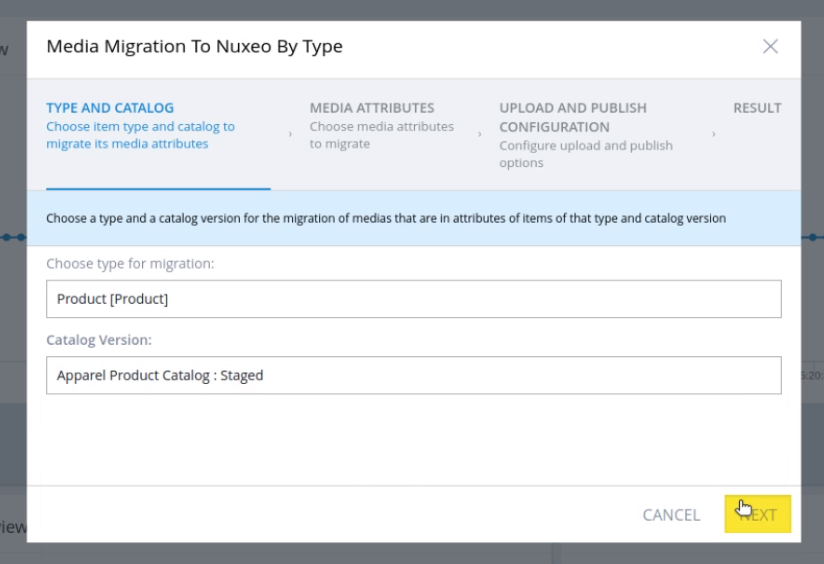 Media Migration To Nuxeo By Type
TYPE AND CATALOG
Choose item type and catalog to
migrate its media attributes
MEDIA ATTRIBUTES
Choose media attributes
to migrate
UPLOAD AND PUBLISH
CONFIGURATION
Configure upload and publish
options
RESULT
Choose a type and a catalog version for the migration of medias that are in attributes of items of that type and catalog version
Choose type for migration:
Product [Product]
Catalog Version:
Apparel Product Catalog : Staged
5:20:
CANCEL
NEXT